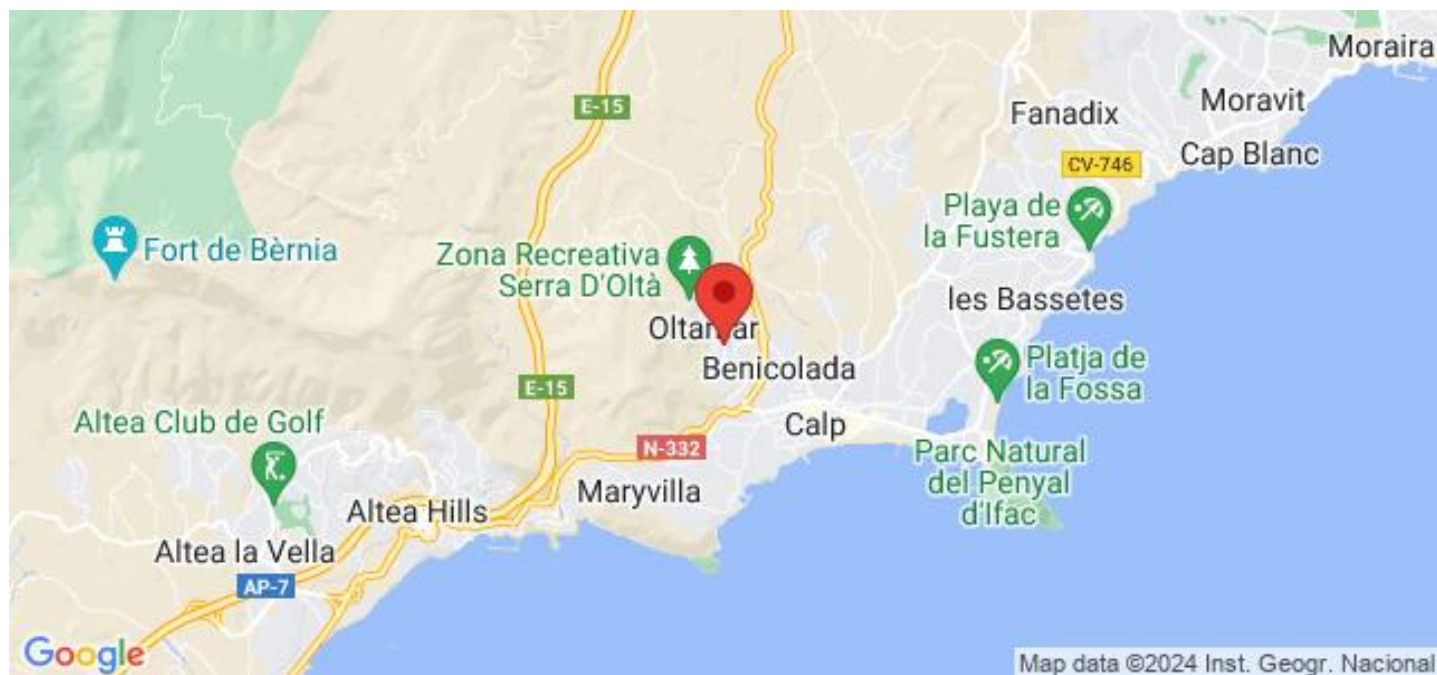 Moraira
E-15
Moravit
Fanadix
Cap Blanc
CV-746
Playa de
la Fustera
Fort de Bèrnia
Zona Recreativa
Serra D'Oltà
les Bassetes
Benicolada
Platja de
la Fossa
E-15
Altea Club de Golf
Calp
N-332
Parc Natural
del Penyal
d'Ifac
Maryvilla
Altea Hills
Altea la Vella
AP-7
Google
Map data ©2024 Inst. Geogr. Nacional